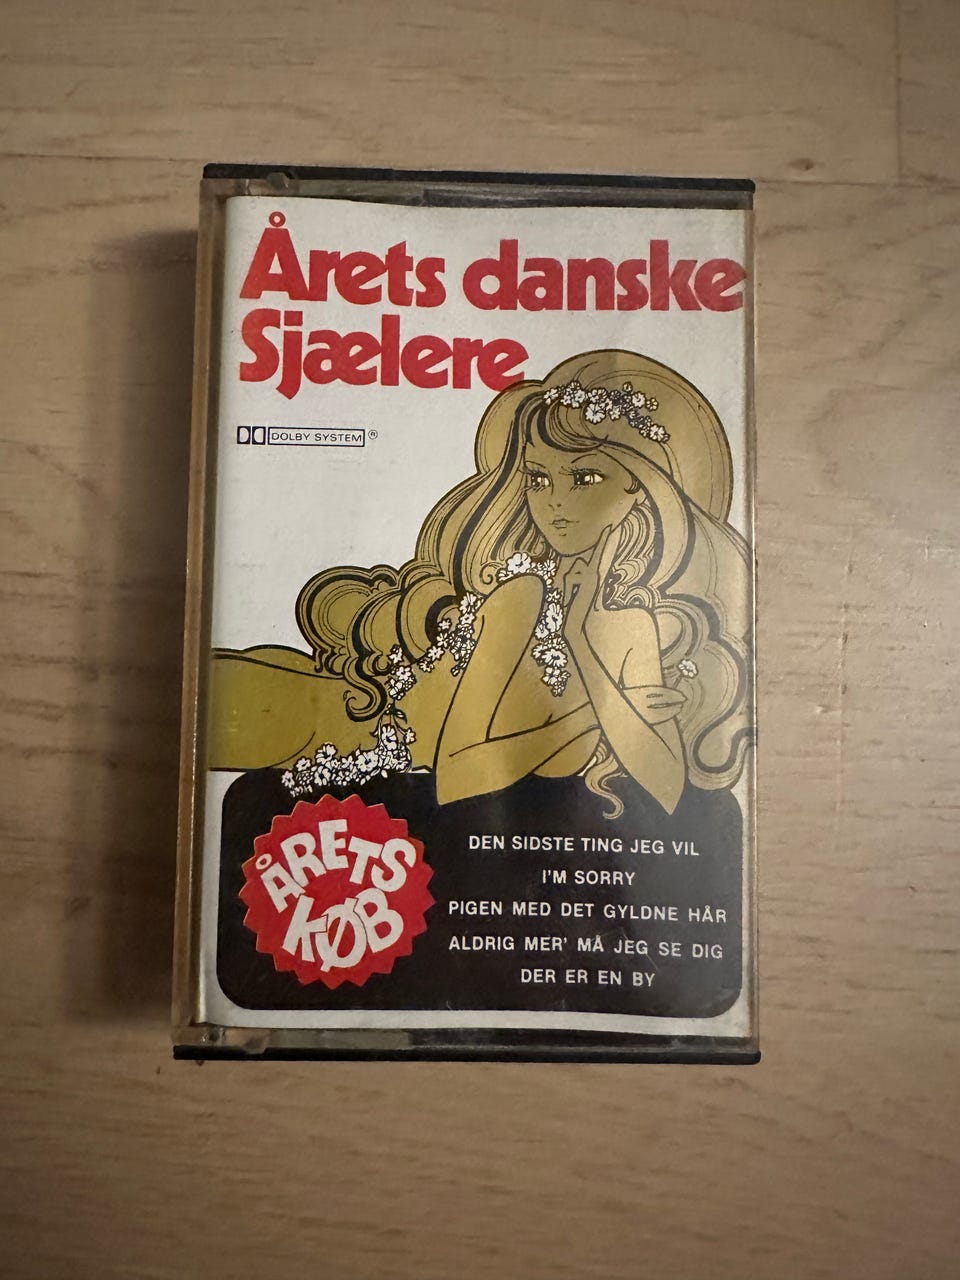 Årets danske
Sjælere
DOLBY SYSTEM ®
ÅRETS
KØB
DEN SIDSTE TING JEG VIL
I'M SORRY
PIGEN MED DET GYLDNE HÅR
ALDRIG MER' MÅ JEG SE DIG
DER ER EN BY